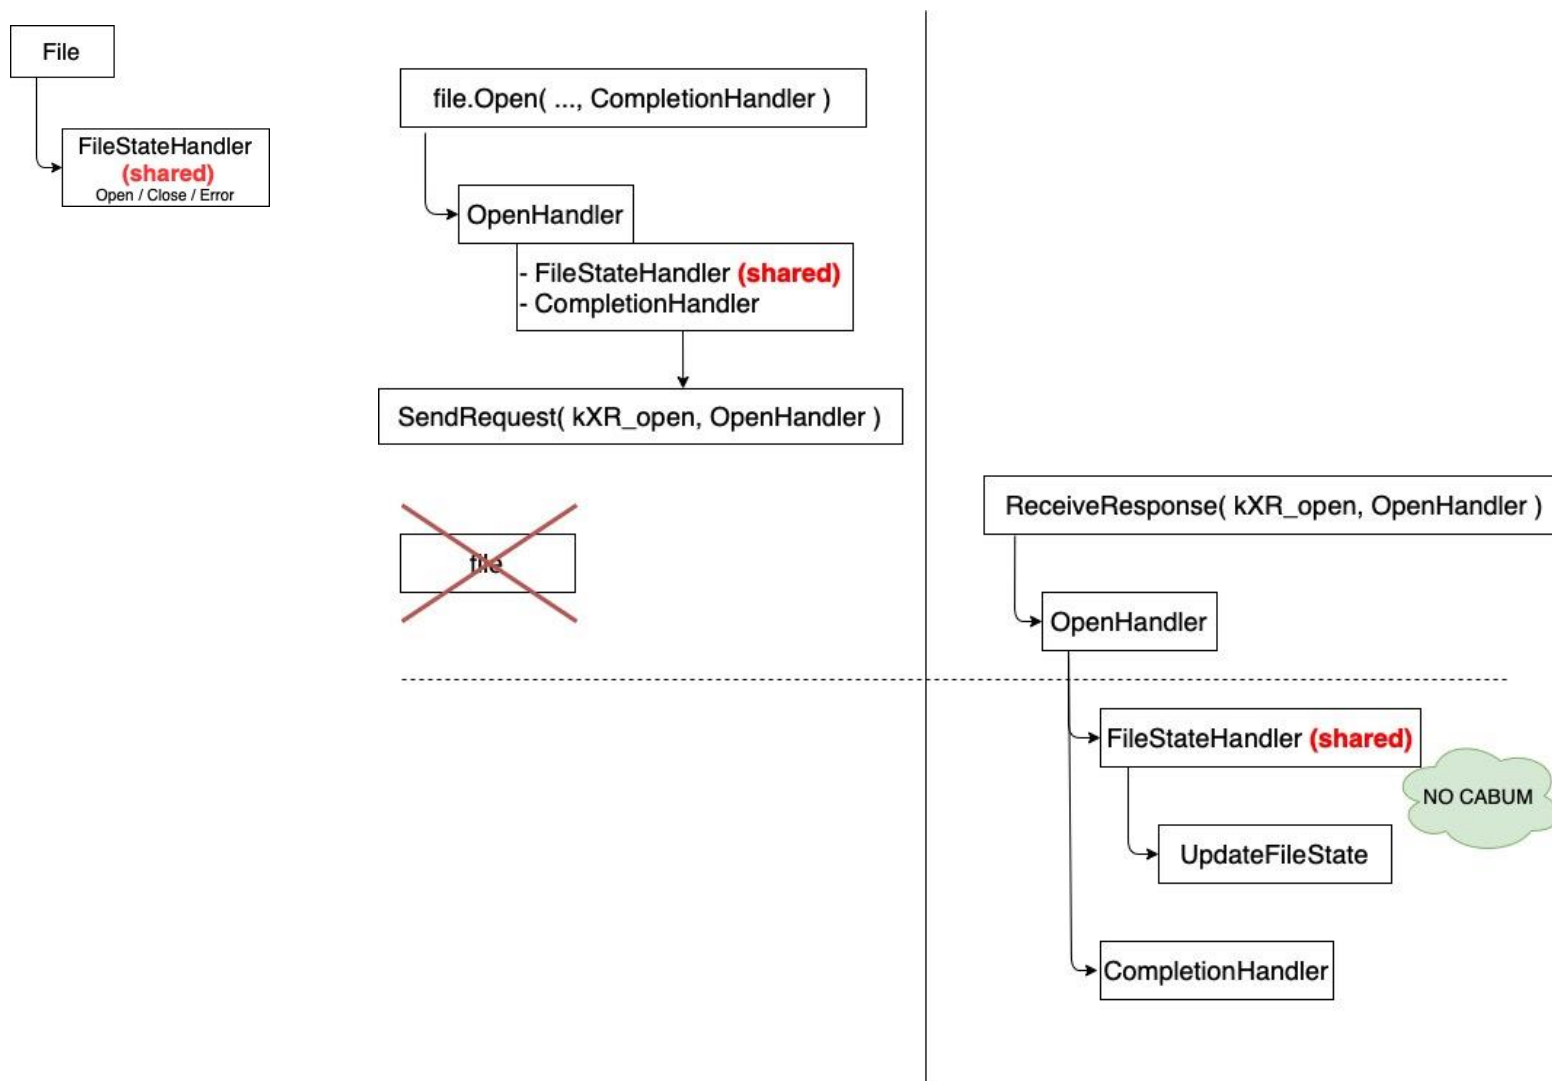 File
FileStateHandler
(shared)
Open / Close / Error
file.Open( ..., CompletionHandler )
OpenHandler
- FileStateHandler (shared)
- CompletionHandler
SendRequest( kXR_open, OpenHandler )
file
ReceiveResponse( kXR_open, OpenHandler )
OpenHandler
FileStateHandler (shared)
NO CABUM
UpdateFileState
CompletionHandler